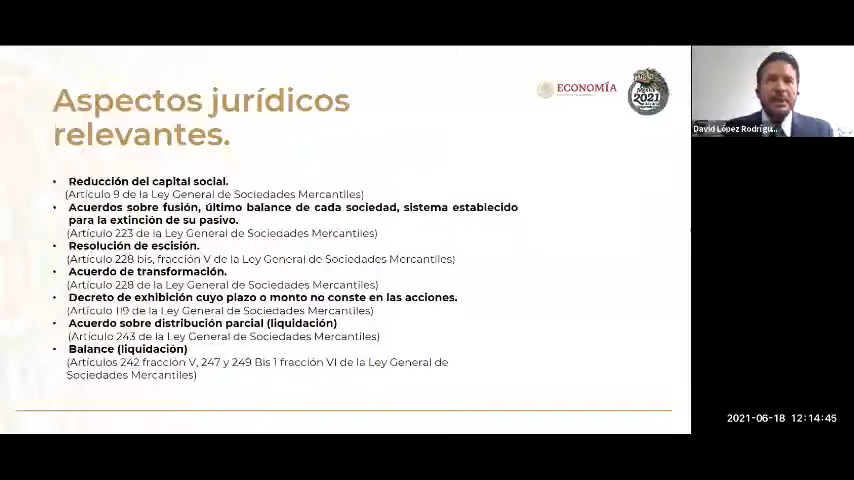 Aspectos jurídicos
relevantes.
ECONOMÍA
2021
David López Rodrígu...
• Reducción del capital social.
(Artículo 9 de la Ley General de Sociedades Mercantiles)
• Acuerdos sobre fusión, último balance de cada sociedad, sistema establecido
para la extinción de su pasivo.
(Artículo 223 de la Ley General de Sociedades Mercantiles)
• Resolución de escisión.
(Artículo 228 bis, fracción V de la Ley General de Sociedades Mercantiles)
• Acuerdo de transformación.
(Artículo 228 de la Ley General de Sociedades Mercantiles)
• Decreto de exhibición cuyo plazo o monto no conste en las acciones.
(Artículo 119 de la Ley General de Sociedades Mercantiles)
• Acuerdo sobre distribución parcial (liquidación)
(Artículo 243 de la Ley General de Sociedades Mercantiles)
• Balance (liquidación)
(Artículos 242 fracción V, 247 y 249 Bis 1 fracción VI de la Ley General de
Sociedades Mercantiles)
2021-06-18 12:14:45